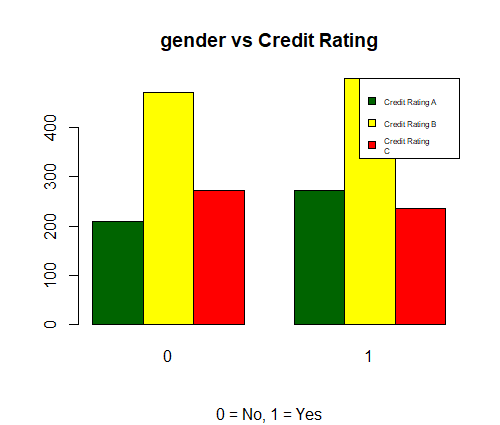 gender vs Credit Rating
Credit Rating A
Credit Rating B
Credit Rating
C
400
300
200
100
0
0 1
0 = No, 1 = Yes